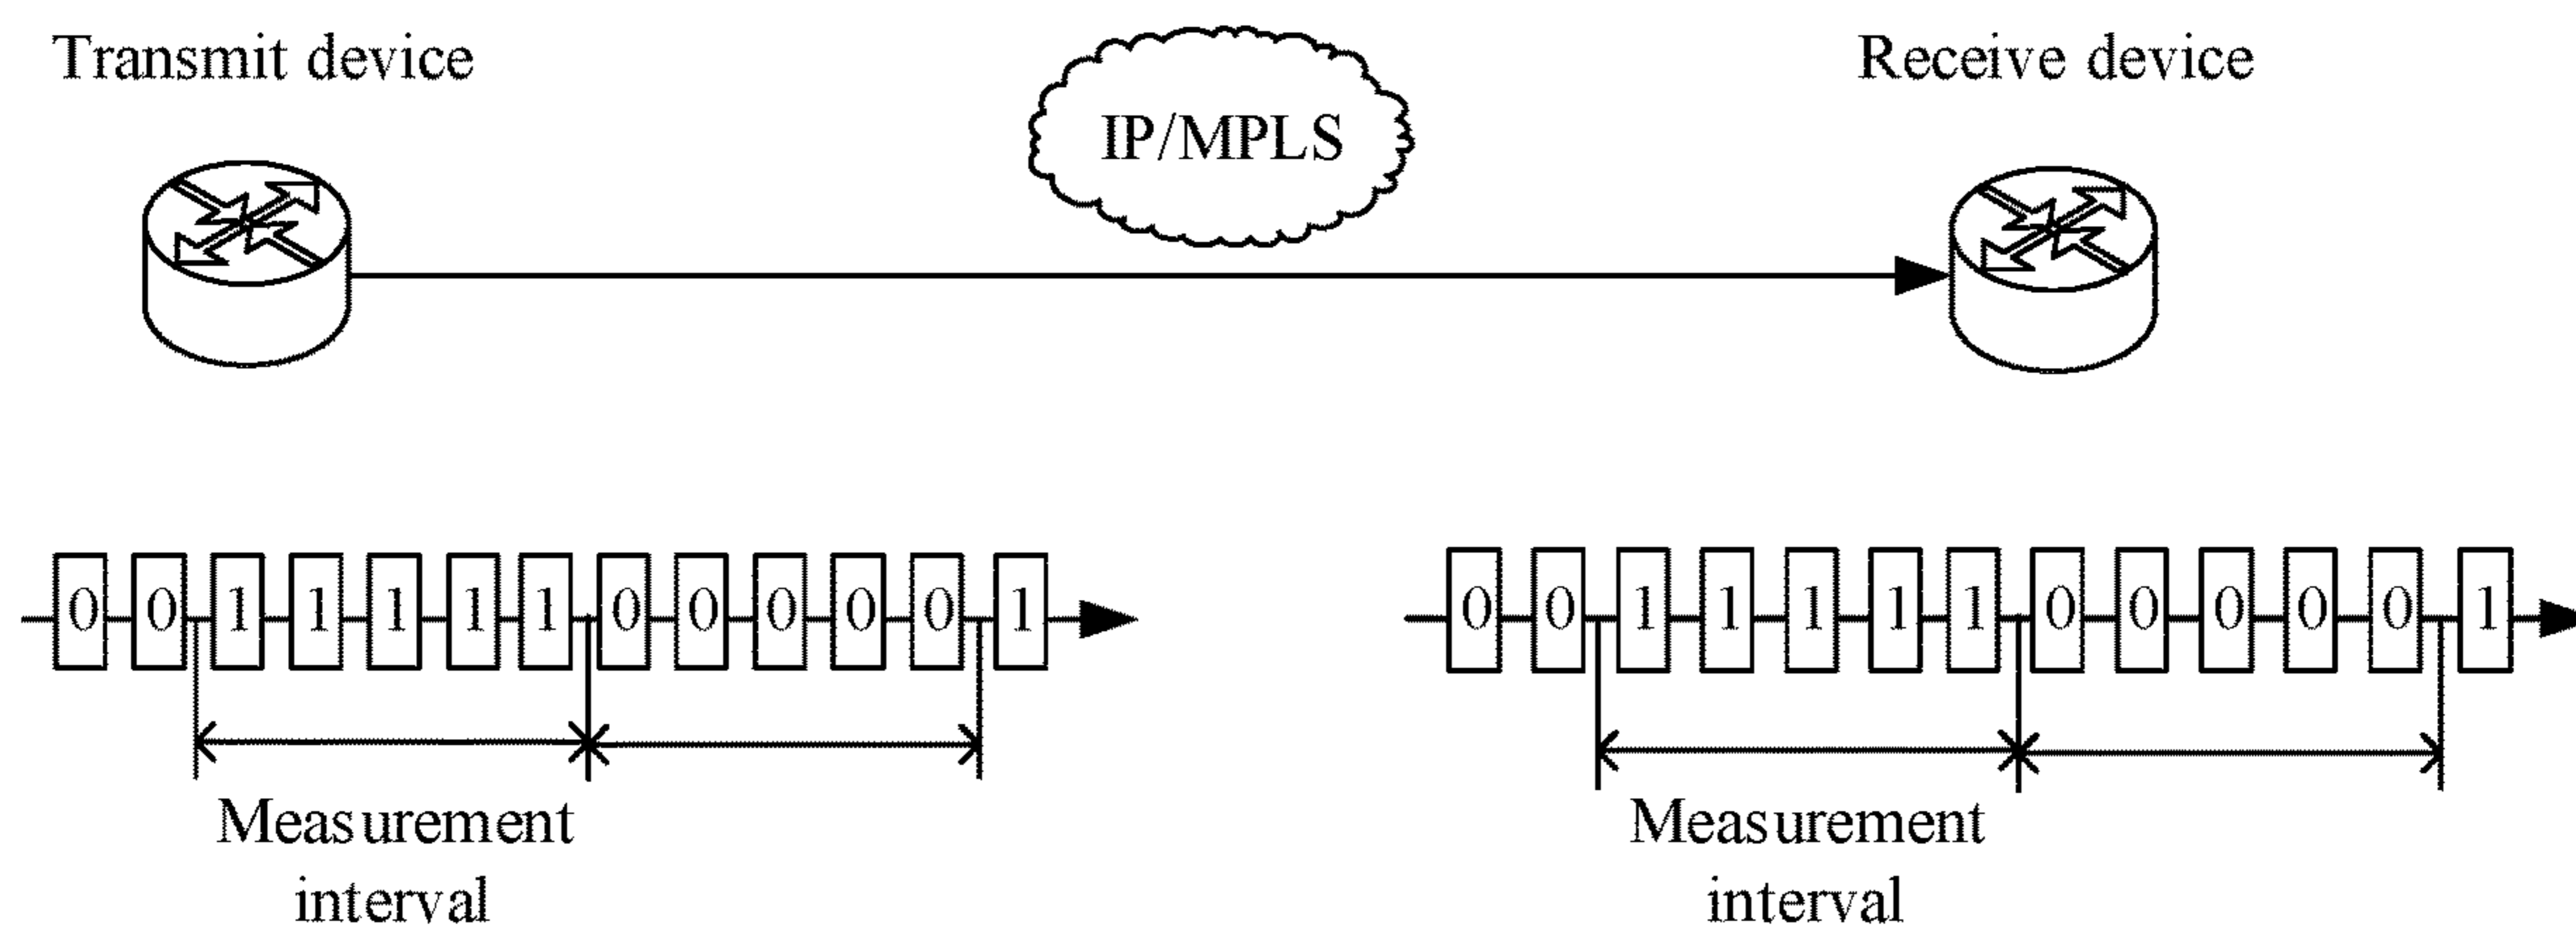 Transmit device
Receive device
IP/MPLS
0 0 1 1 1 1 1 0 0 0 0 0 1
0 0 1 1 1 1 1 0 0 0 0 0 1
Measurement
interval
Measurement
interval